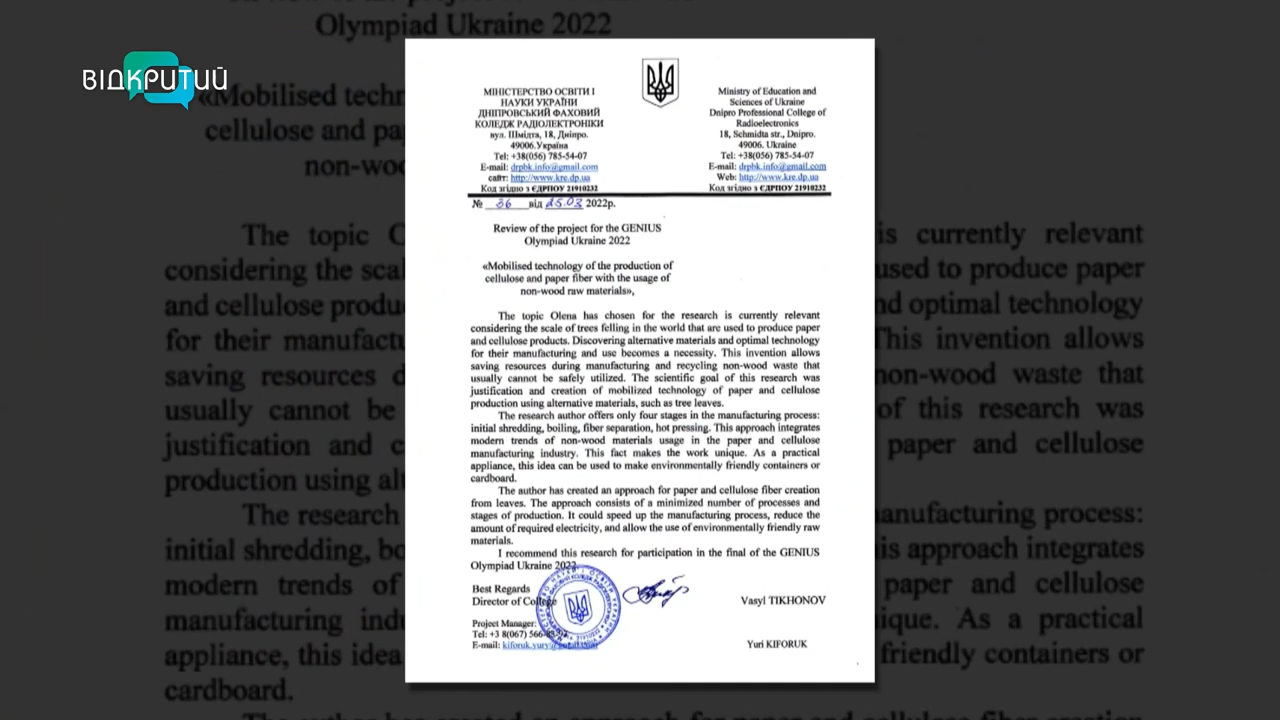 ВІДКРИТИЙ
Olympiad Ukraine 2022
МІНІСТЕРСТВО ОСВІТИ І
НАУКИ УКРАЇНИ
ДНІПРОВСЬКИЙ ФАХОВИЙ
КОЛЕДЖ РАДІОЕЛЕКТРОНІКИ
вул. Шмідта, 18, Дніпро.
49006.Україна
Tel: +38(056) 785-54-07
E-mail: drpbk.info@gmail.com
сайт: http://www.kre.dp.ua
Код згідно з ЄДРПОУ 21910232
Ministry of Education and
Sciences of Ukraine
Dnipro Professional College of
Radioelectronics
18, Schmidta str., Dnipro.
49006. Ukraine
Tel: +38(056) 785-54-07
E-mail: drpbk.info@gmail.com
Web: http://www.kre.dp.ua
Код згідно з ЄДРПОУ 21910232
№ 36 від 25.03 2022р.
Review of the project for the GENIUS
Olympiad Ukraine 2022
«Mobilised technology of the production of
cellulose and paper fiber with the usage of
non-wood raw materials»,
The topic Olena has chosen for the research is currently relevant
considering the scale of trees felling in the world that are used to produce paper
and cellulose products. Discovering alternative materials and optimal technology
for their manufacturing and use becomes a necessity. This invention allows
saving resources during manufacturing and recycling non-wood waste that
usually cannot be safely utilized. The scientific goal of this research was
justification and creation of mobilized technology of paper and cellulose
production using alternative materials, such as tree leaves.
The research author offers only four stages in the manufacturing process:
initial shredding, boiling, fiber separation, hot pressing. This approach integrates
modern trends of non-wood materials usage in the paper and cellulose
manufacturing industry. This fact makes the work unique. As a practical
appliance, this idea can be used to make environmentally friendly containers or
cardboard.
The author has created an approach for paper and cellulose fiber creation
from leaves. The approach consists of a minimized number of processes and
stages of production. It could speed up the manufacturing process, reduce the
amount of required electricity, and allow the use of environmentally friendly raw
materials.
I recommend this research for participation in the final of the GENIUS
Olympiad Ukraine 2022.
Best Regards
Director of College
Vasyl TIKHONOV
Project Manager:
Tel: +3 8(067) 566-
E-mail: kiforuk.yury@
Yuri KIFORUK